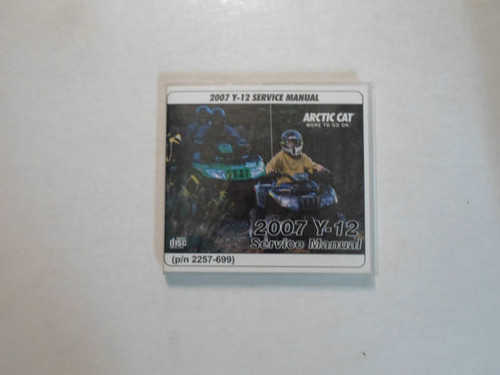 2007 Y-12 SERVICE MANUAL
ARCTIC CAT
MORE TO GO ON.
2007 Y-12
Service Manual
disc
(p/n 2257-699)